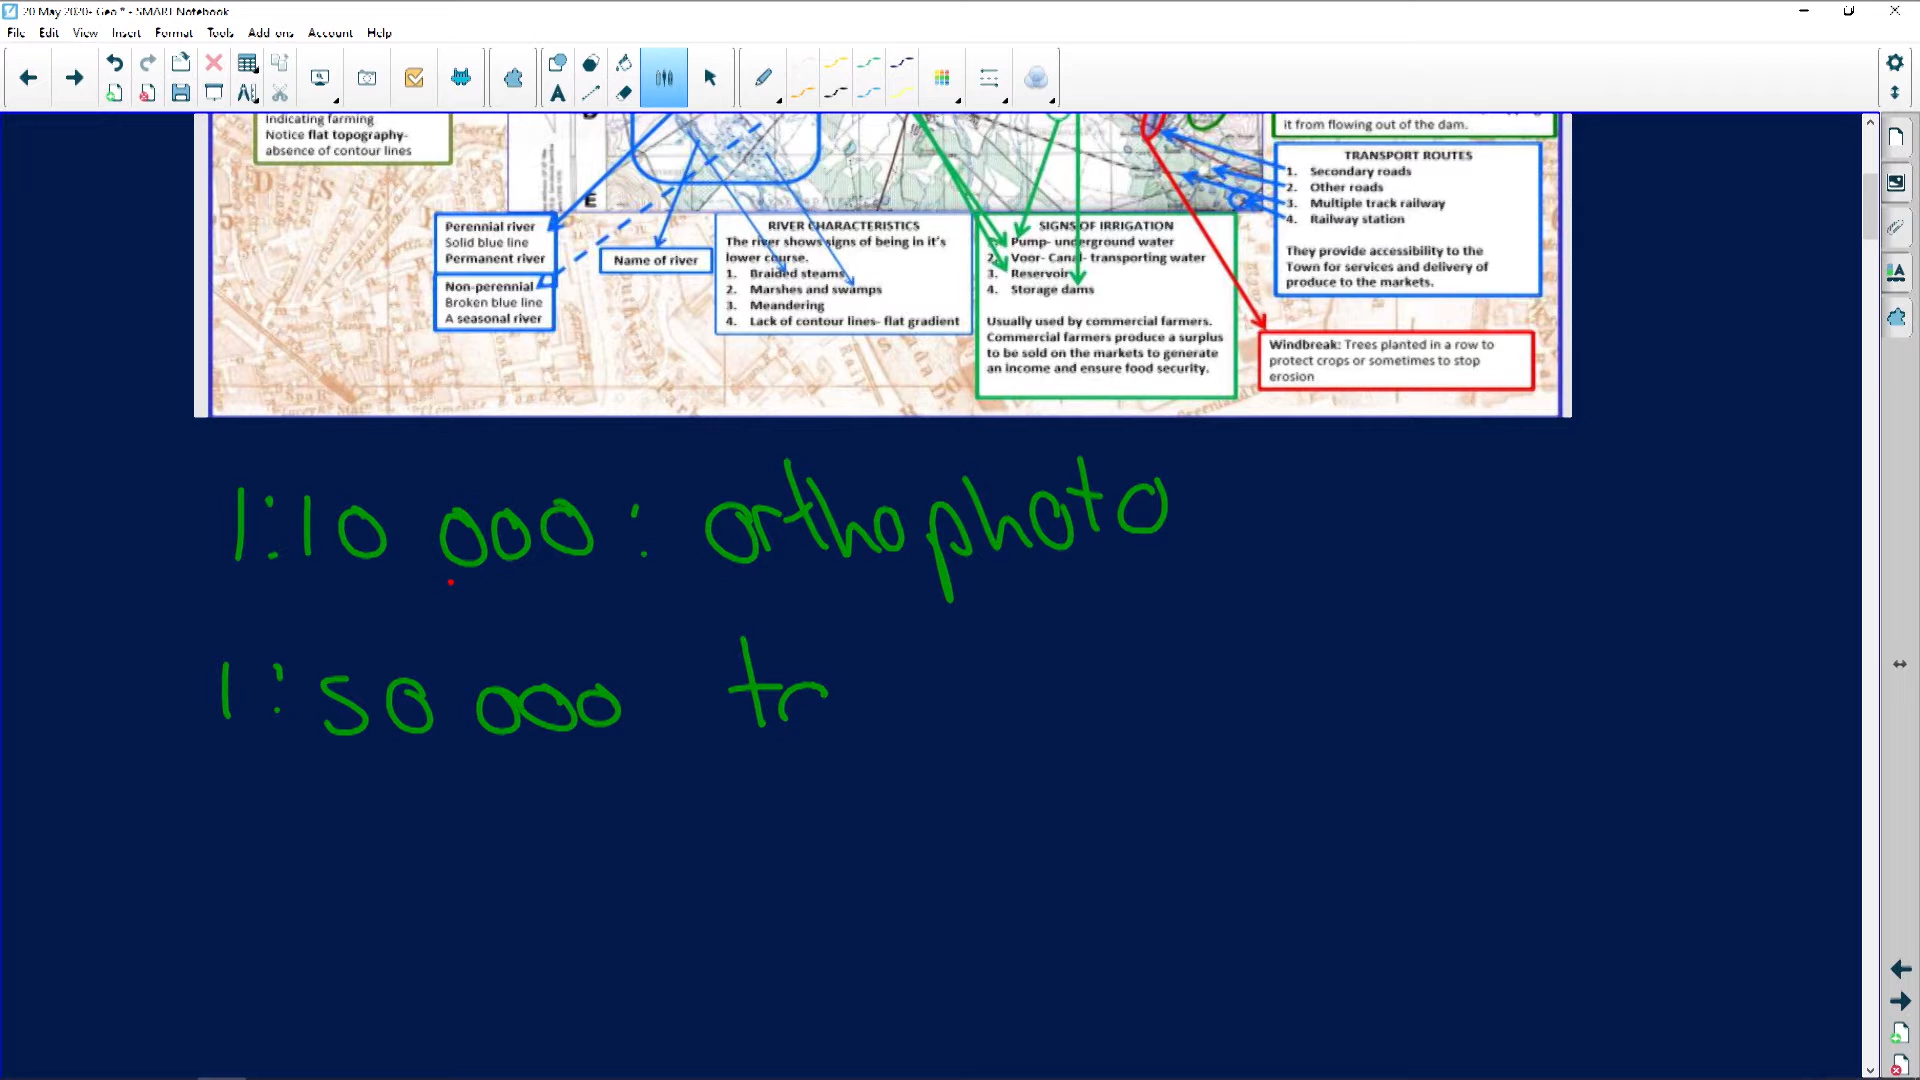 20 May 2020- Geo * - SMART Notebook
File Edit View Insert Format Tools Add-ons Account Help
Indicating farming
Notice flat topography-
absence of contour lines
it from flowing out of the dam.
E
Perennial river
Solid blue line
Permanent river
Non-perennial
Broken blue line
A seasonal river
Name of river
RIVER CHARACTERISTICS
The river shows signs of being in it's
lower course.
1. Braided steams
2. Marshes and swamps
3. Meandering
4. Lack of contour lines- flat gradient
SIGNS OF IRRIGATION
Pump- underground water
2. Voor- Canal- transporting water
3. Reservoir
4. Storage dams
Usually used by commercial farmers.
Commercial farmers produce a surplus
to be sold on the markets to generate
an income and ensure food security.
TRANSPORT ROUTES
1. Secondary roads
2. Other roads
3. Multiple track railway
4. Railway station
They provide accessibility to the
Town for services and delivery of
produce to the markets.
Windbreak: Trees planted in a row to
protect crops or sometimes to stop
erosion
1:10 000: orthophoto
1:50 000 to